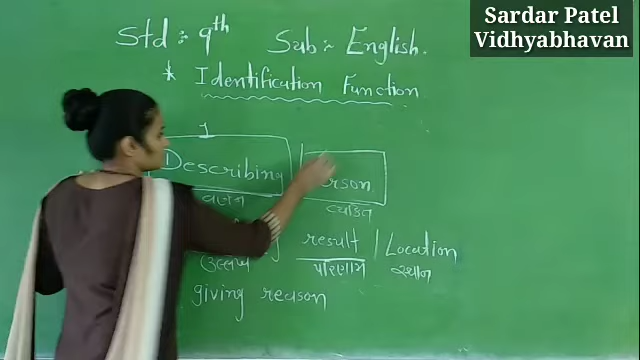 Sardar Patel
Vidhyabhavan
Std :- 9th Sub :- English.
* Identification Function
1
Describing
વર્ણન વ્યક્તિ
result | Location
ઉલ્લેખ પરિણામ સ્થાન
giving reason